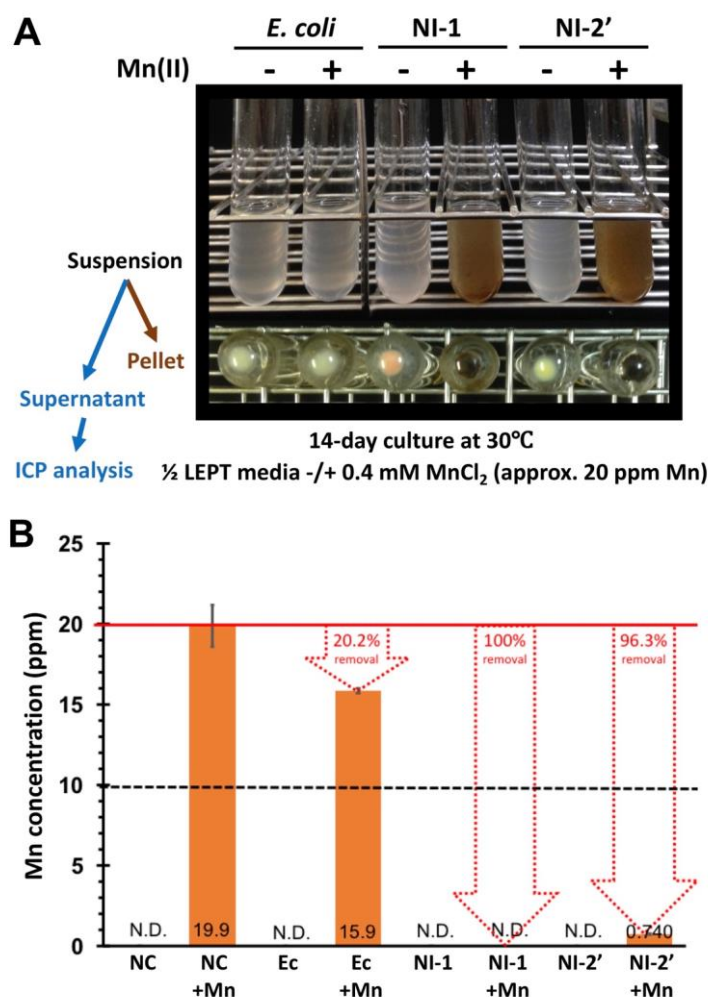 A
E. coli NI-1 NI-2’
Mn(II) - + - + - +
Suspension
Pellet
Supernatant
ICP analysis
14-day culture at 30℃
½ LEPT media -/+ 0.4 mM MnCl₂ (approx. 20 ppm Mn)
B
Mn concentration (ppm)
25
20
15
10
5
0
20.2% removal
100% removal
96.3% removal
N.D. 19.9 N.D. 15.9 N.D. N.D. N.D. 0.740
NC NC Ec Ec NI-1 NI-1 NI-2’ NI-2’
+Mn +Mn +Mn +Mn